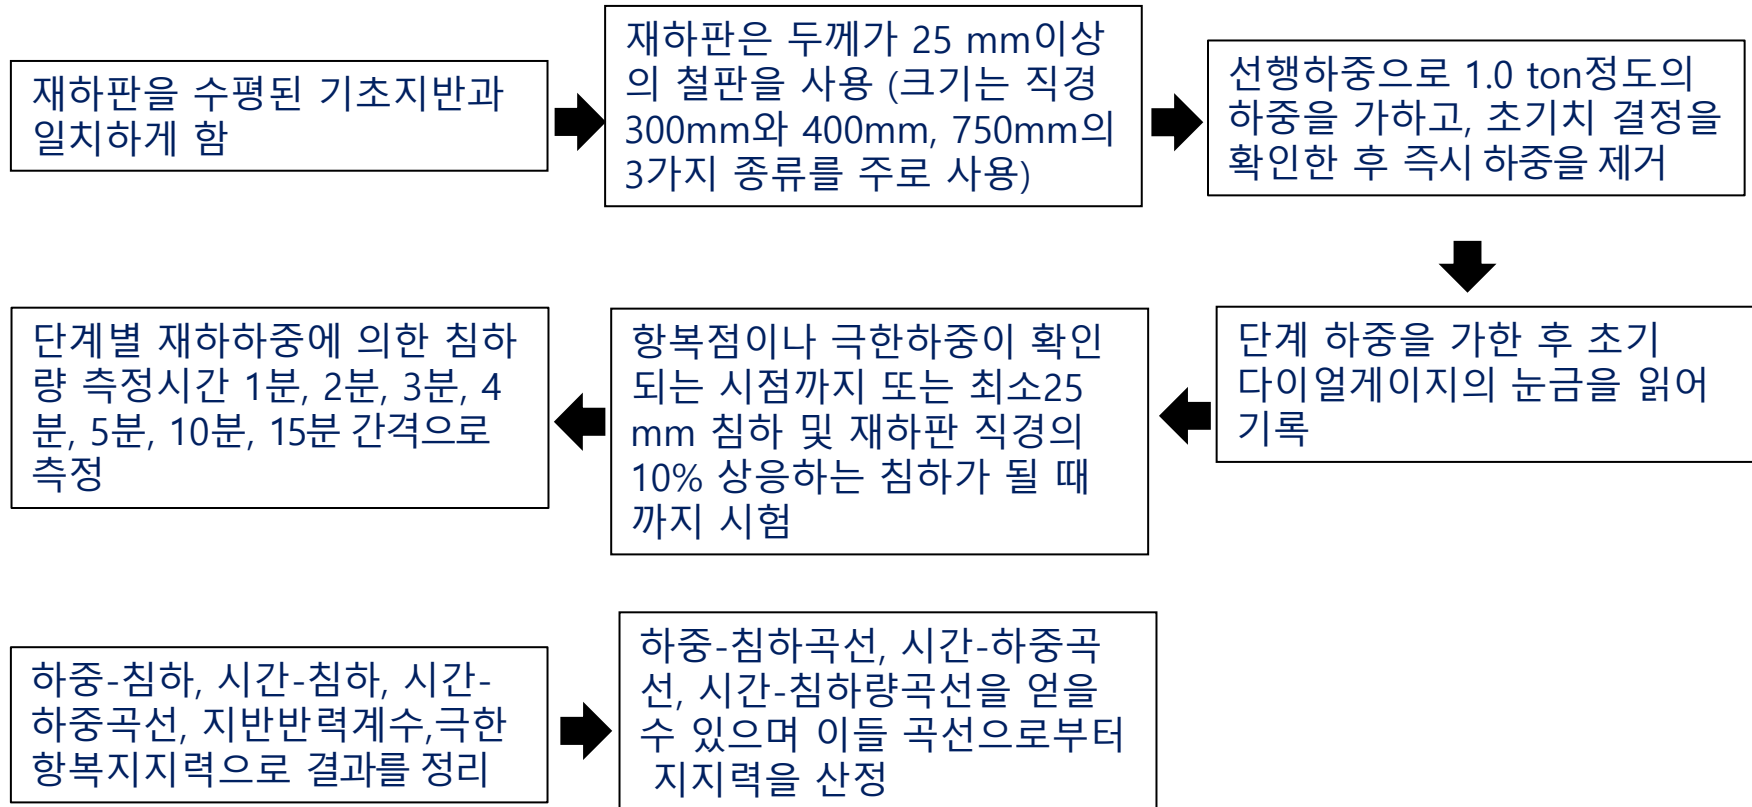 재하판을 수평된 기초지반과
일치하게 함
재하판은 두께가 25 mm이상
의 철판을 사용 (크기는 직경
300mm와 400mm, 750mm의
3가지 종류를 주로 사용)
선행하중으로 1.0 ton정도의
하중을 가하고, 초기치 결정을
확인한 후 즉시 하중을 제거
단계 하중을 가한 후 초기
다이얼게이지의 눈금을 읽어
기록
항복점이나 극한하중이 확인
되는 시점까지 또는 최소25
mm 침하 및 재하판 직경의
10% 상응하는 침하가 될 때
까지 시험
단계별 재하하중에 의한 침하
량 측정시간 1분, 2분, 3분, 4
분, 5분, 10분, 15분 간격으로
측정
하중-침하, 시간-침하, 시간-
하중곡선, 지반반력계수,극한
항복지지력으로 결과를 정리
하중-침하곡선, 시간-하중곡
선, 시간-침하량곡선을 얻을
수 있으며 이들 곡선으로부터
지지력을 산정